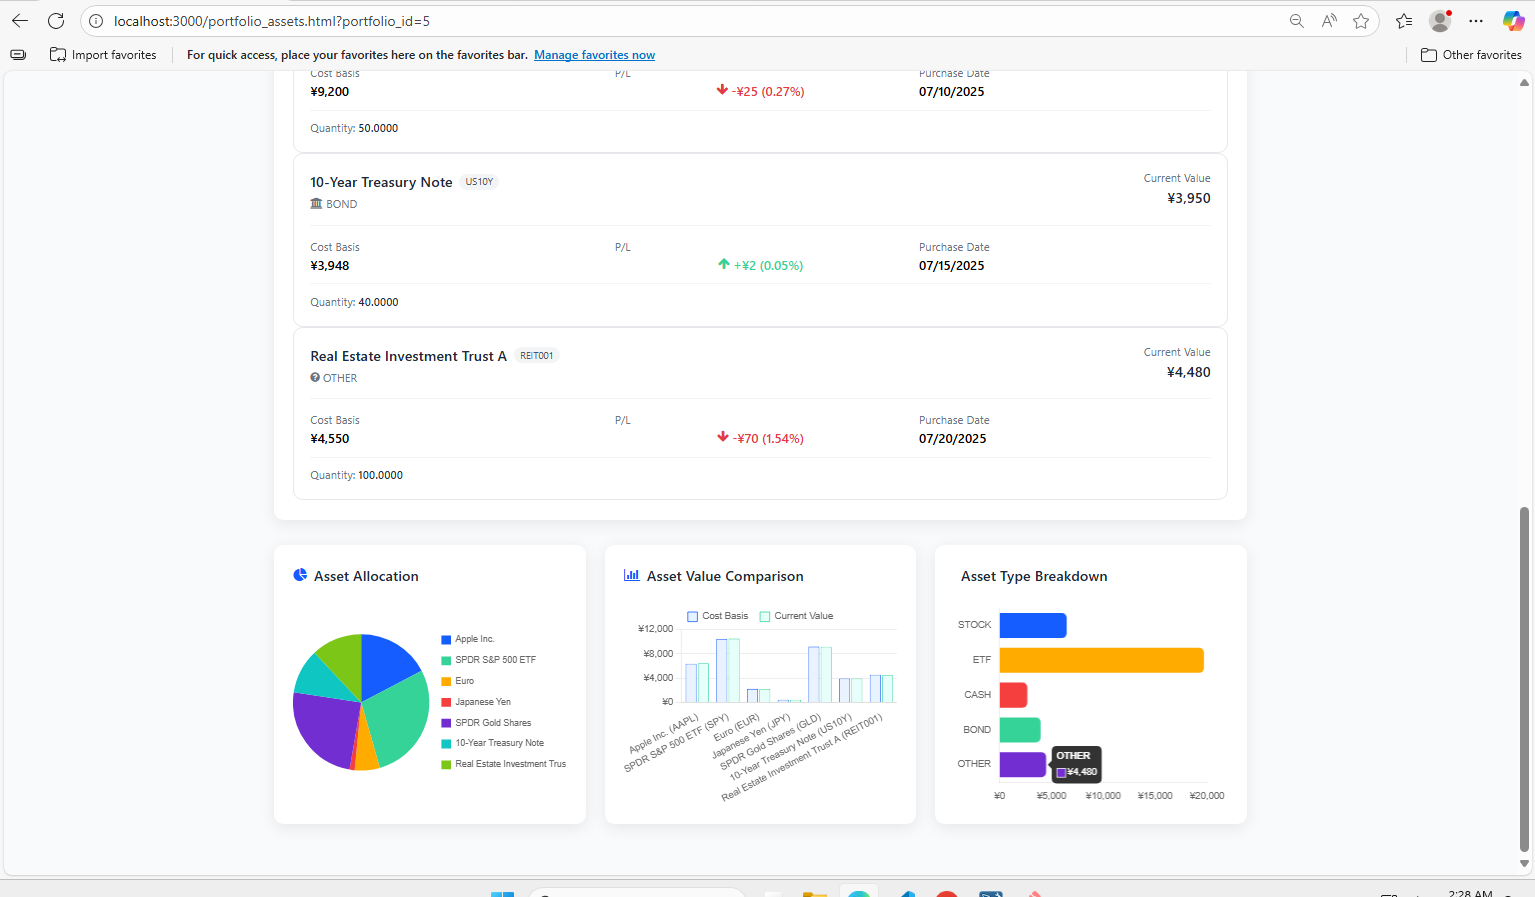 localhost:3000/portfolio_assets.html?portfolio_id=5
Import favorites
For quick access, place your favorites here on the favorites bar. Manage favorites now
Other favorites
Cost Basis
P/L
Purchase Date
¥9,200
-¥25 (0.27%)
07/10/2025
Quantity: 50.0000
10-Year Treasury Note US10Y
Current Value
¥3,950
BOND
Cost Basis
P/L
Purchase Date
¥3,948
+¥2 (0.05%)
07/15/2025
Quantity: 40.0000
Real Estate Investment Trust A REIT001
Current Value
¥4,480
OTHER
Cost Basis
P/L
Purchase Date
¥4,550
-¥70 (1.54%)
07/20/2025
Quantity: 100.0000
Asset Allocation
Apple Inc.
SPDR S&P 500 ETF
Euro
Japanese Yen
SPDR Gold Shares
10-Year Treasury Note
Real Estate Investment Trus
Asset Value Comparison
Cost Basis Current Value
¥12,000
¥8,000
¥4,000
¥0
Apple Inc. (AAPL)
SPDR S&P 500 ETF (SPY)
Euro (EUR)
Japanese Yen (JPY)
SPDR Gold Shares (GLD)
10-Year Treasury Note (US10Y)
Real Estate Investment Trust A (REIT001)
Asset Type Breakdown
STOCK
ETF
CASH
BOND
OTHER
OTHER
¥4,480
¥0 ¥5,000 ¥10,000 ¥15,000 ¥20,000
2:28 AM